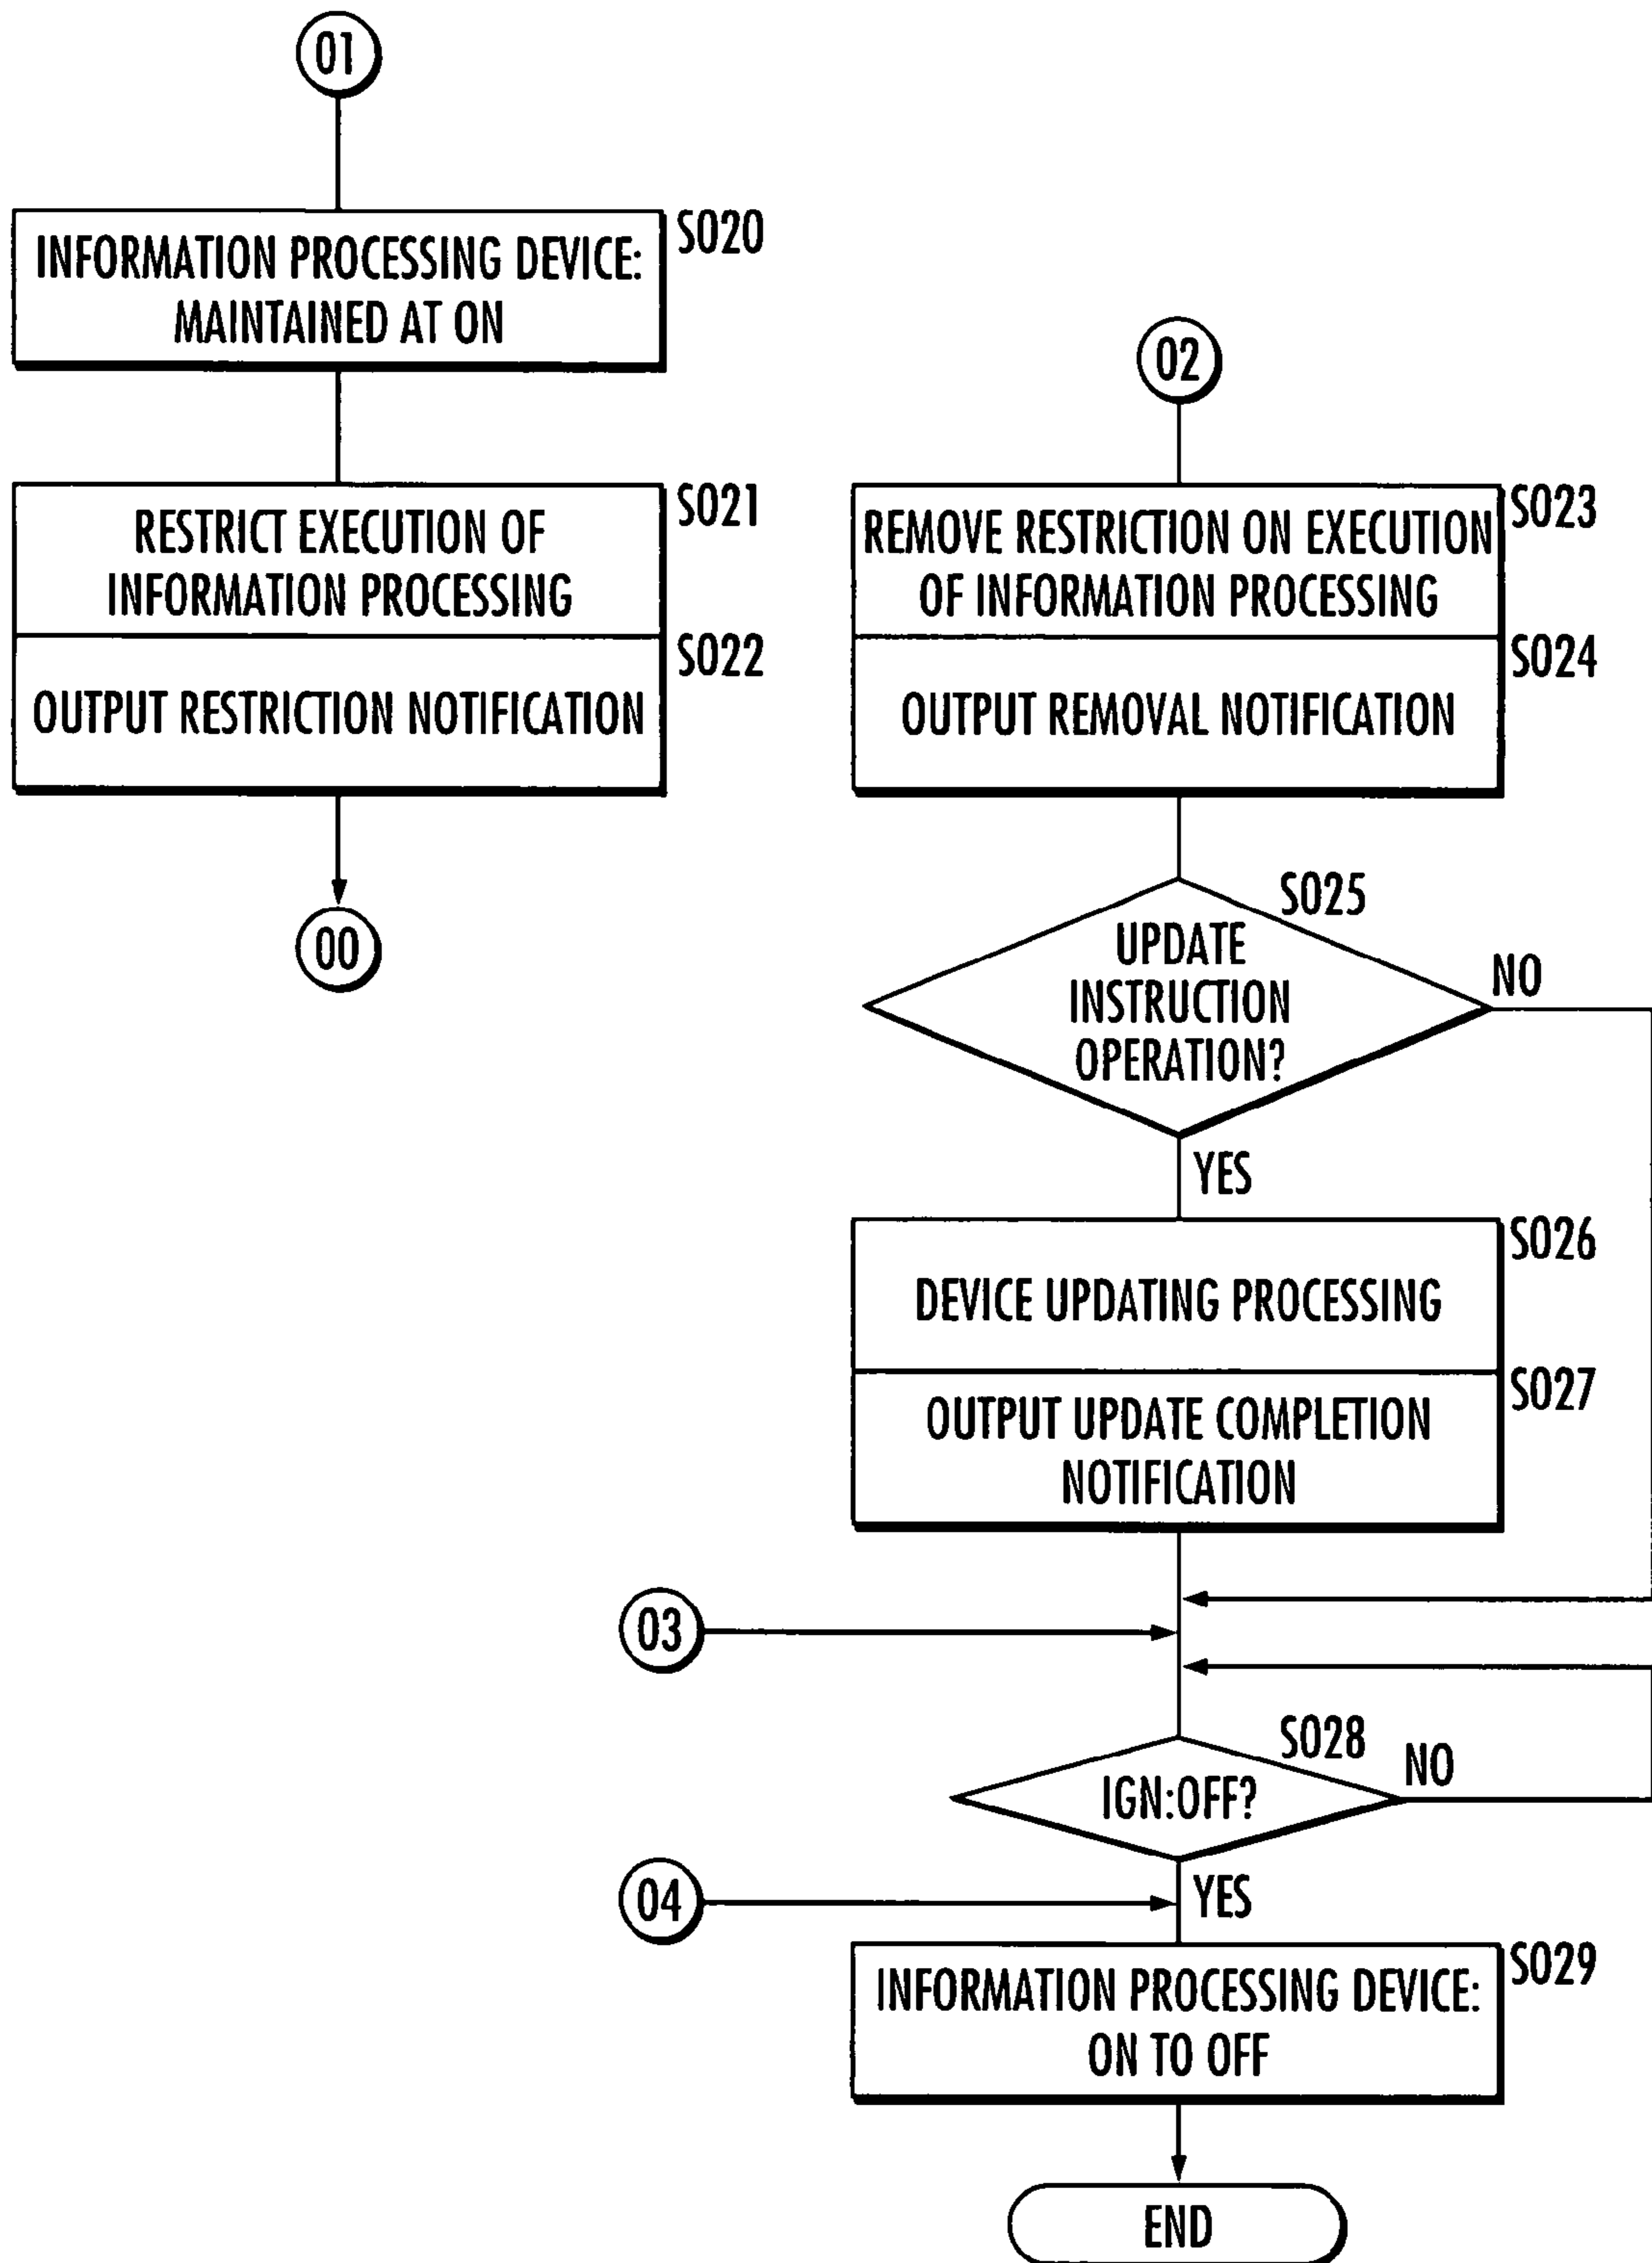 01
S020
INFORMATION PROCESSING DEVICE:
MAINTAINED AT ON
S021
RESTRICT EXECUTION OF
INFORMATION PROCESSING
S022
OUTPUT RESTRICTION NOTIFICATION
00
02
S023
REMOVE RESTRICTION ON EXECUTION
OF INFORMATION PROCESSING
S024
OUTPUT REMOVAL NOTIFICATION
S025
UPDATE
INSTRUCTION
OPERATION?
NO
YES
S026
DEVICE UPDATING PROCESSING
S027
OUTPUT UPDATE COMPLETION
NOTIFICATION
03
S028
IGN:OFF?
NO
YES
04
S029
INFORMATION PROCESSING DEVICE:
ON TO OFF
END